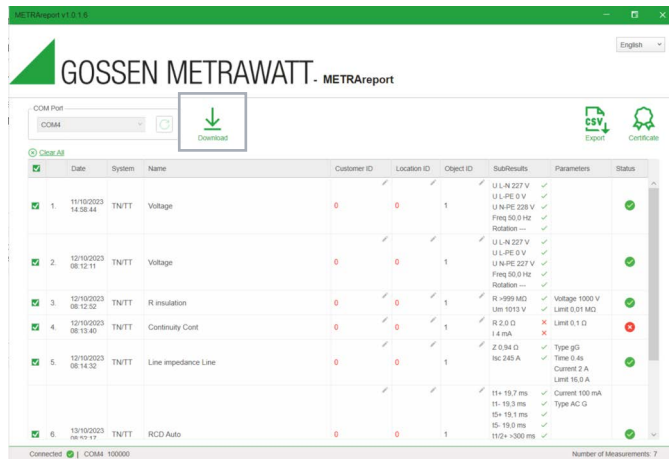 METRAreport v1.0.1.6
English
GOSSEN METRAWATT - METRAreport
COM Port
COM4
Download
CSV
Export
Certificate
Clear All
Date System Name Customer ID Location ID Object ID SubResults Parameters Status
1. 11/10/2023 14:58:44 TN/TT Voltage 0 0 1
U L-N 227 V
U L-PE 0 V
U N-PE 228 V
Freq 50,0 Hz
Rotation ---
2. 12/10/2023 08:12:11 TN/TT Voltage 0 0 1
U L-N 227 V
U L-PE 0 V
U N-PE 227 V
Freq 50,0 Hz
Rotation ---
3. 12/10/2023 08:12:52 TN/TT R insulation 0 0 1
R >999 MΩ Voltage 1000 V
Um 1013 V Limit 0,01 MΩ
4. 12/10/2023 08:13:40 TN/TT Continuity Cont 0 0 1
R 2,0 Ω Limit 0,1 Ω
I 4 mA
5. 12/10/2023 08:14:32 TN/TT Line impedance Line 0 0 1
Z 0,94 Ω Type gG
Isc 245 A Time 0.4s
Current 2 A
Limit 16,0 A
6. 13/10/2023 08:52:17 TN/TT RCD Auto 0 0 1
t1+ 19,7 ms Current 100 mA
t1- 19,3 ms Type AC G
t5+ 19,1 ms
t5- 19,0 ms
t1/2+ >300 ms
Connected | COM4 100000
Number of Measurements: 7